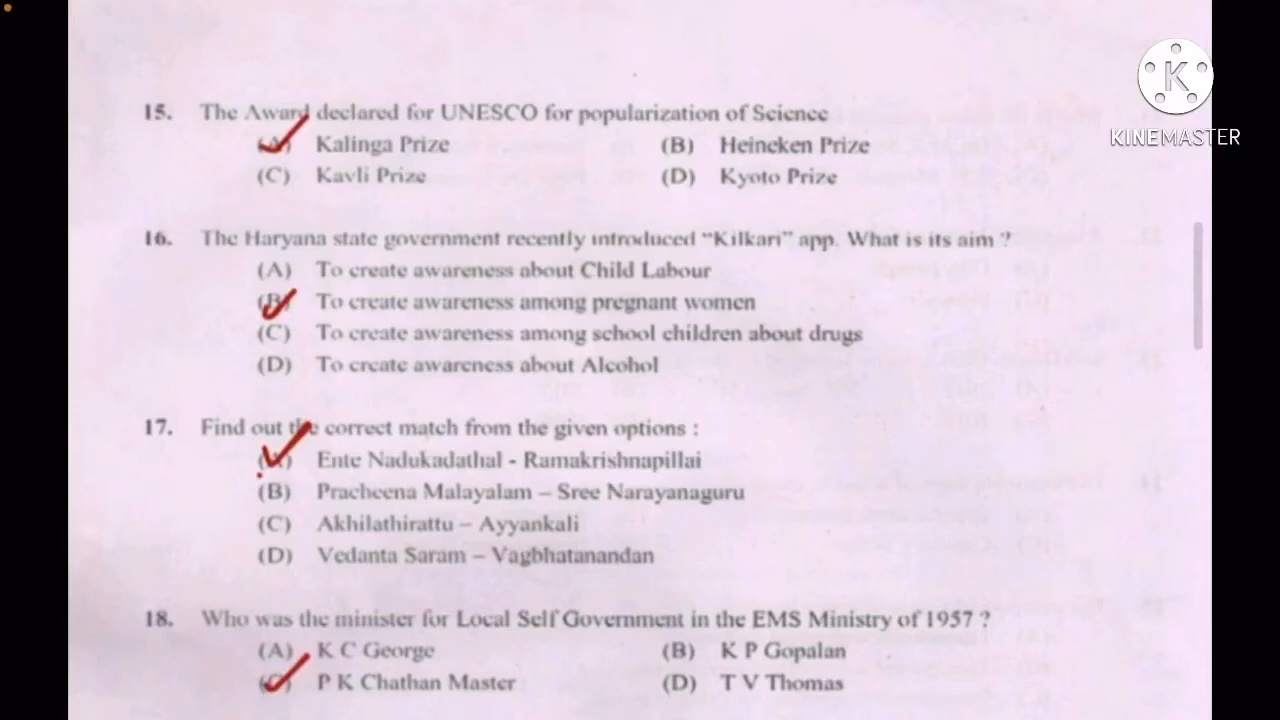 15. The Award declared for UNESCO for popularization of Science
(A) Kalinga Prize (B) Heineken Prize
(C) Kavli Prize (D) Kyoto Prize
16. The Haryana state government recently introduced “Kilkari” app. What is its aim ?
(A) To create awareness about Child Labour
(B) To create awareness among pregnant women
(C) To create awareness among school children about drugs
(D) To create awareness about Alcohol
17. Find out the correct match from the given options :
(A) Ente Nadukadathal - Ramakrishnapillai
(B) Pracheena Malayalam – Sree Narayanaguru
(C) Akhilathirattu – Ayyankali
(D) Vedanta Saram – Vagbhatanandan
18. Who was the minister for Local Self Government in the EMS Ministry of 1957 ?
(A) K C George (B) K P Gopalan
(C) P K Chathan Master (D) T V Thomas
K
KINEMASTER